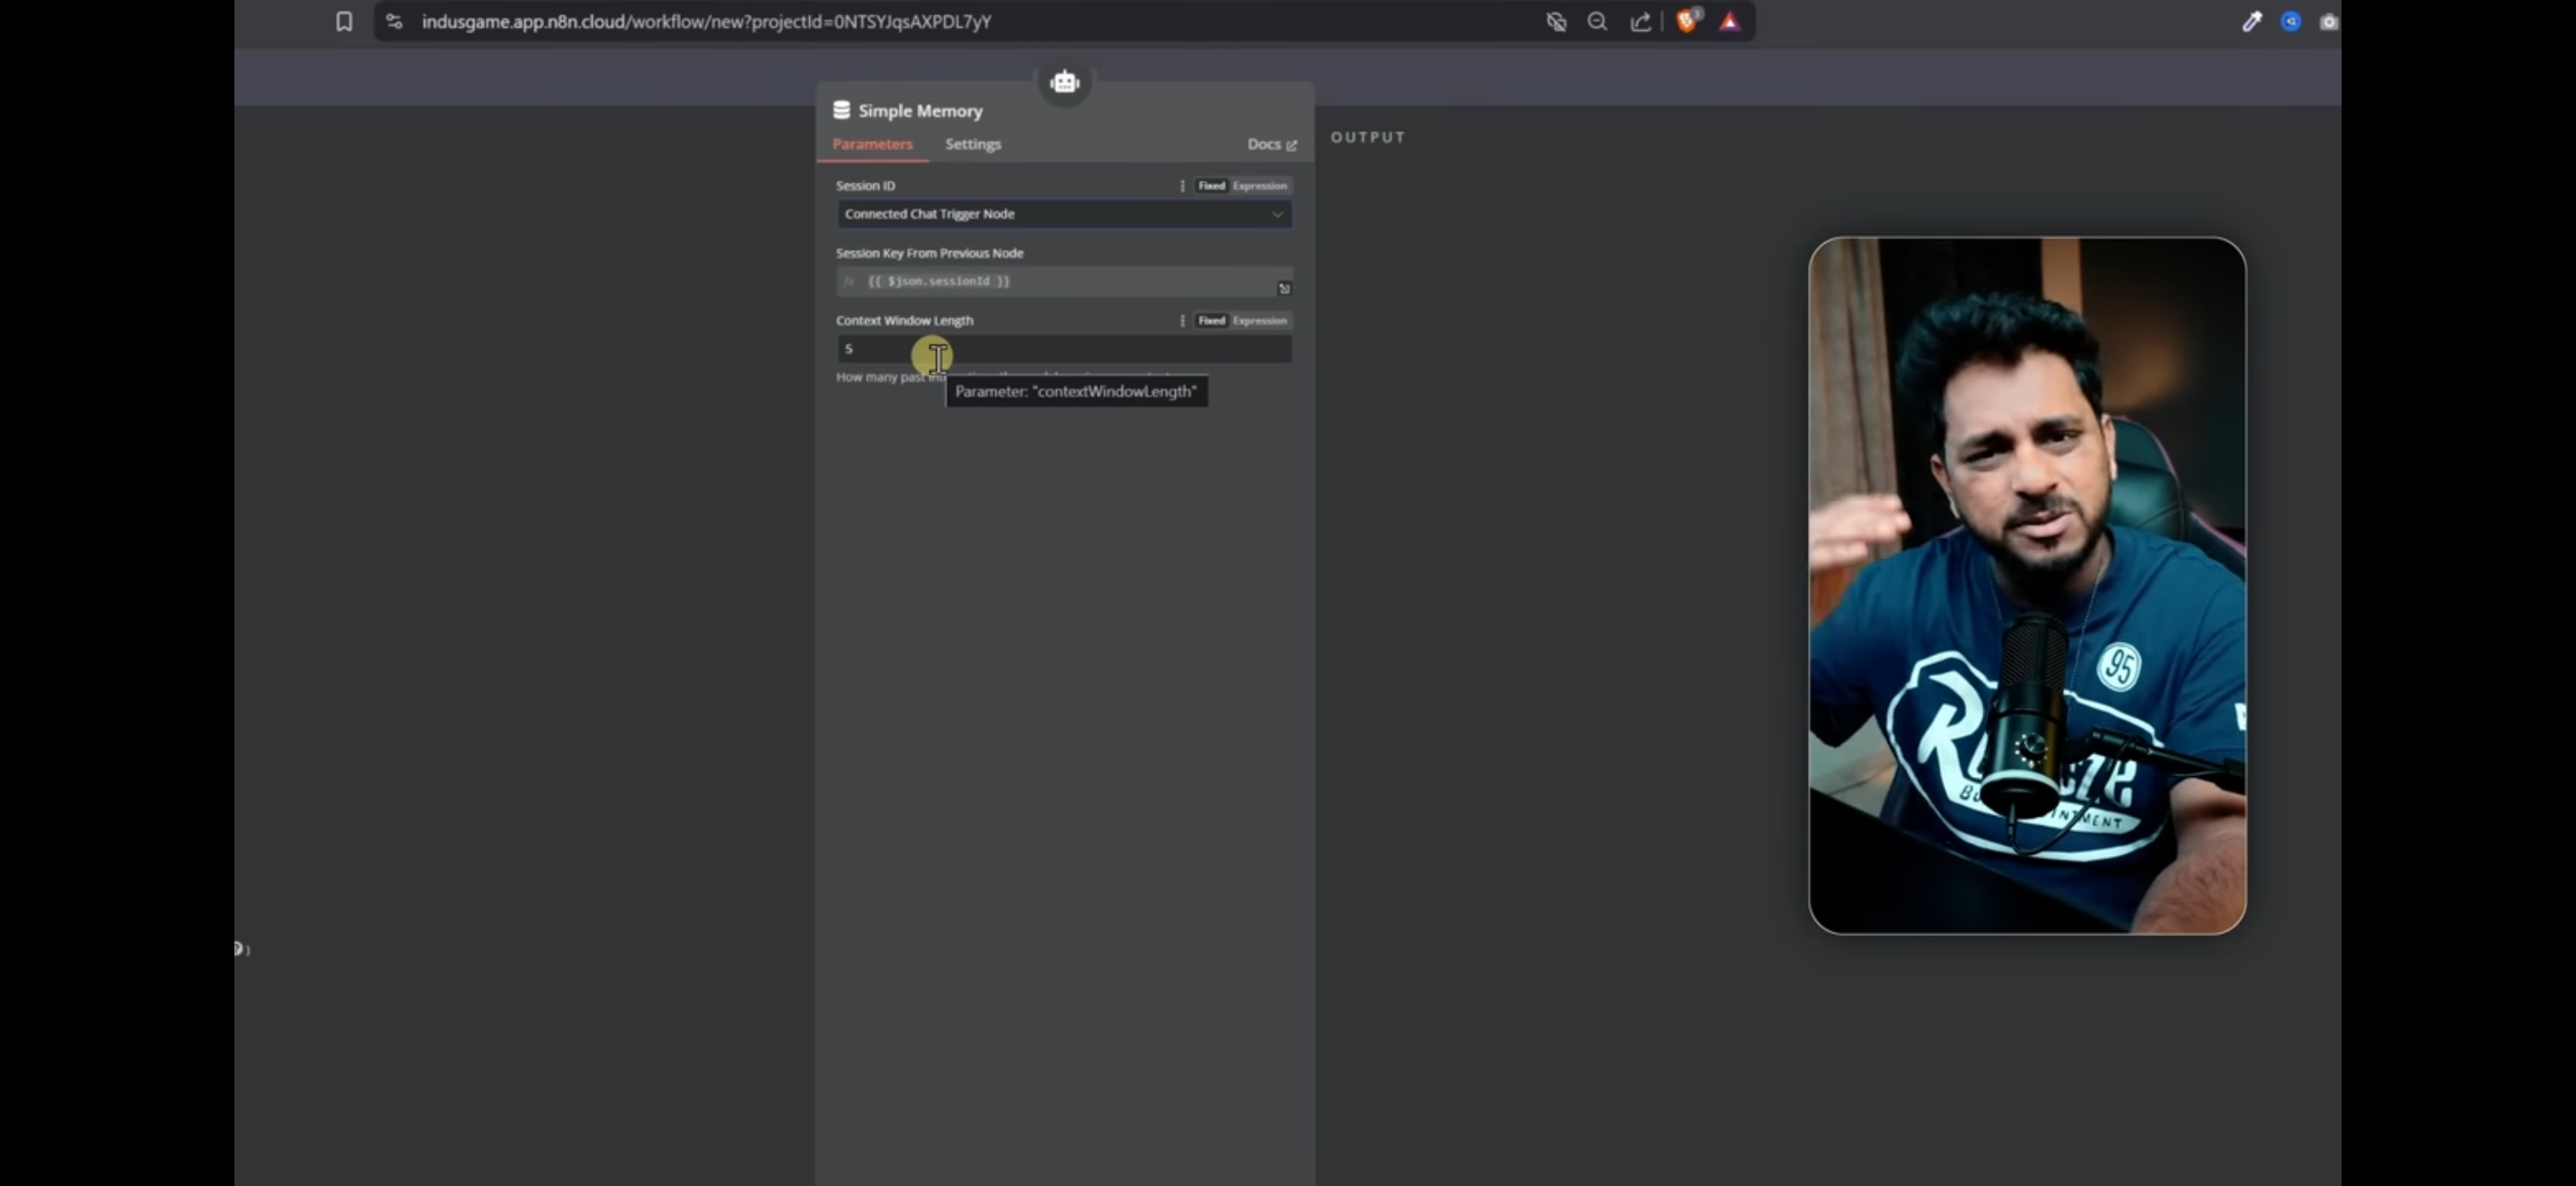 indusgame.app.n8n.cloud/workflow/new?projectId=0NTSYJqsAXPDL7yY
Simple Memory
Parameters Settings Docs
OUTPUT
Session ID Fixed Expression
Connected Chat Trigger Node
Session Key From Previous Node
fx {{ $json.sessionId }}
Context Window Length Fixed Expression
5
How many past
Parameter: "contextWindowLength"
95